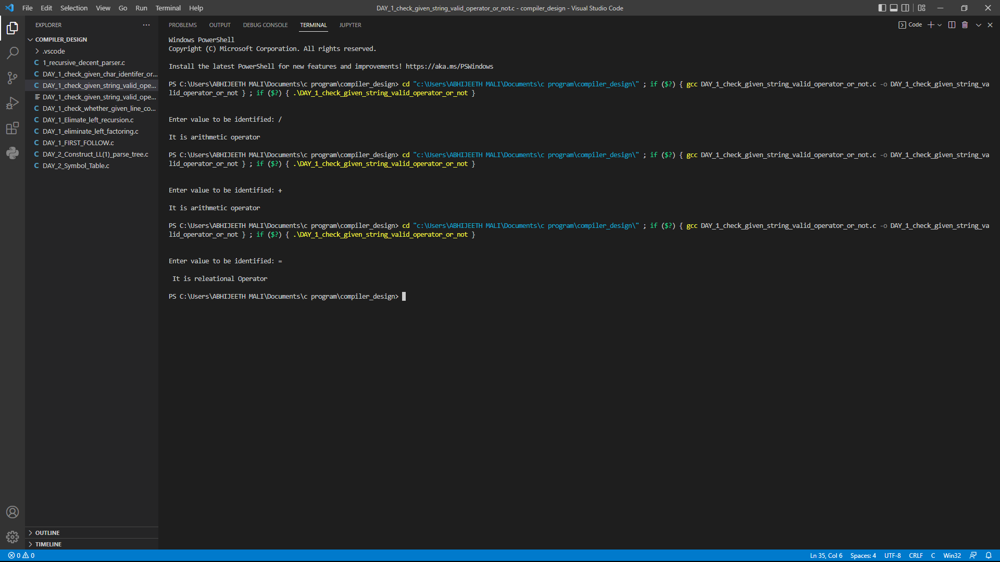 File Edit Selection View Go Run Terminal Help
DAY_1_check_given_string_valid_operator_or_not.c - compiler_design - Visual Studio Code
EXPLORER
COMPILER_DESIGN
.vscode
C 1_recursive_decent_parser.c
C DAY_1_check_given_char_identifer_or...
C DAY_1_check_given_string_valid_ope...
DAY_1_check_given_string_valid_ope...
C DAY_1_check_whether_given_line_co...
C DAY_1_Elimate_left_recursion.c
C DAY_1_eliminate_left_factoring.c
C DAY_1_FIRST_FOLLOW.c
C DAY_2_Construct_LL(1)_parse_tree.c
C DAY_2_Symbol_Table.c
OUTLINE
TIMELINE
PROBLEMS OUTPUT DEBUG CONSOLE TERMINAL JUPYTER
Code
Windows PowerShell
Copyright (C) Microsoft Corporation. All rights reserved.
Install the latest PowerShell for new features and improvements! https://aka.ms/PSWindows
PS C:\Users\ABHIJEETH MALI\Documents\c program\compiler_design> cd "c:\Users\ABHIJEETH MALI\Documents\c program\compiler_design\" ; if ($?) { gcc DAY_1_check_given_string_valid_operator_or_not.c -o DAY_1_check_given_string_va
lid_operator_or_not } ; if ($?) { .\DAY_1_check_given_string_valid_operator_or_not }
Enter value to be identified: /
It is arithmetic operator
PS C:\Users\ABHIJEETH MALI\Documents\c program\compiler_design> cd "c:\Users\ABHIJEETH MALI\Documents\c program\compiler_design\" ; if ($?) { gcc DAY_1_check_given_string_valid_operator_or_not.c -o DAY_1_check_given_string_va
lid_operator_or_not } ; if ($?) { .\DAY_1_check_given_string_valid_operator_or_not }
Enter value to be identified: +
It is arithmetic operator
PS C:\Users\ABHIJEETH MALI\Documents\c program\compiler_design> cd "c:\Users\ABHIJEETH MALI\Documents\c program\compiler_design\" ; if ($?) { gcc DAY_1_check_given_string_valid_operator_or_not.c -o DAY_1_check_given_string_va
lid_operator_or_not } ; if ($?) { .\DAY_1_check_given_string_valid_operator_or_not }
Enter value to be identified: =
It is releational Operator
PS C:\Users\ABHIJEETH MALI\Documents\c program\compiler_design>
0 0
Ln 35, Col 6 Spaces: 4 UTF-8 CRLF C Win32